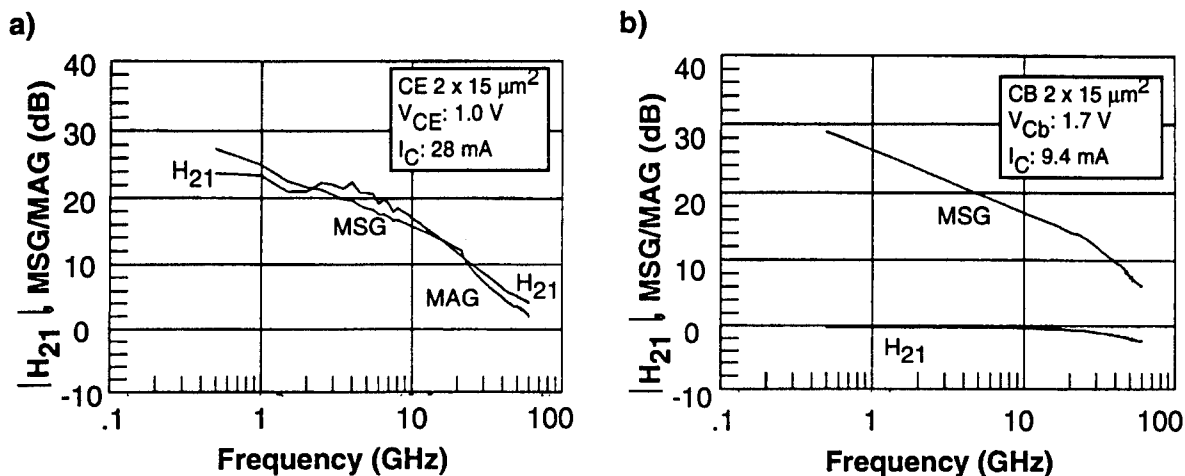 a)
|H21|, MSG/MAG (dB)
40
30
20
10
0
-10
CE 2 x 15 μm²
VCE: 1.0 V
IC: 28 mA
H21
MSG
MAG
H21
.1
1
10
100
Frequency (GHz)
b)
|H21|, MSG/MAG (dB)
40
30
20
10
0
-10
CB 2 x 15 μm²
VCb: 1.7 V
IC: 9.4 mA
MSG
H21
.1
1
10
100
Frequency (GHz)